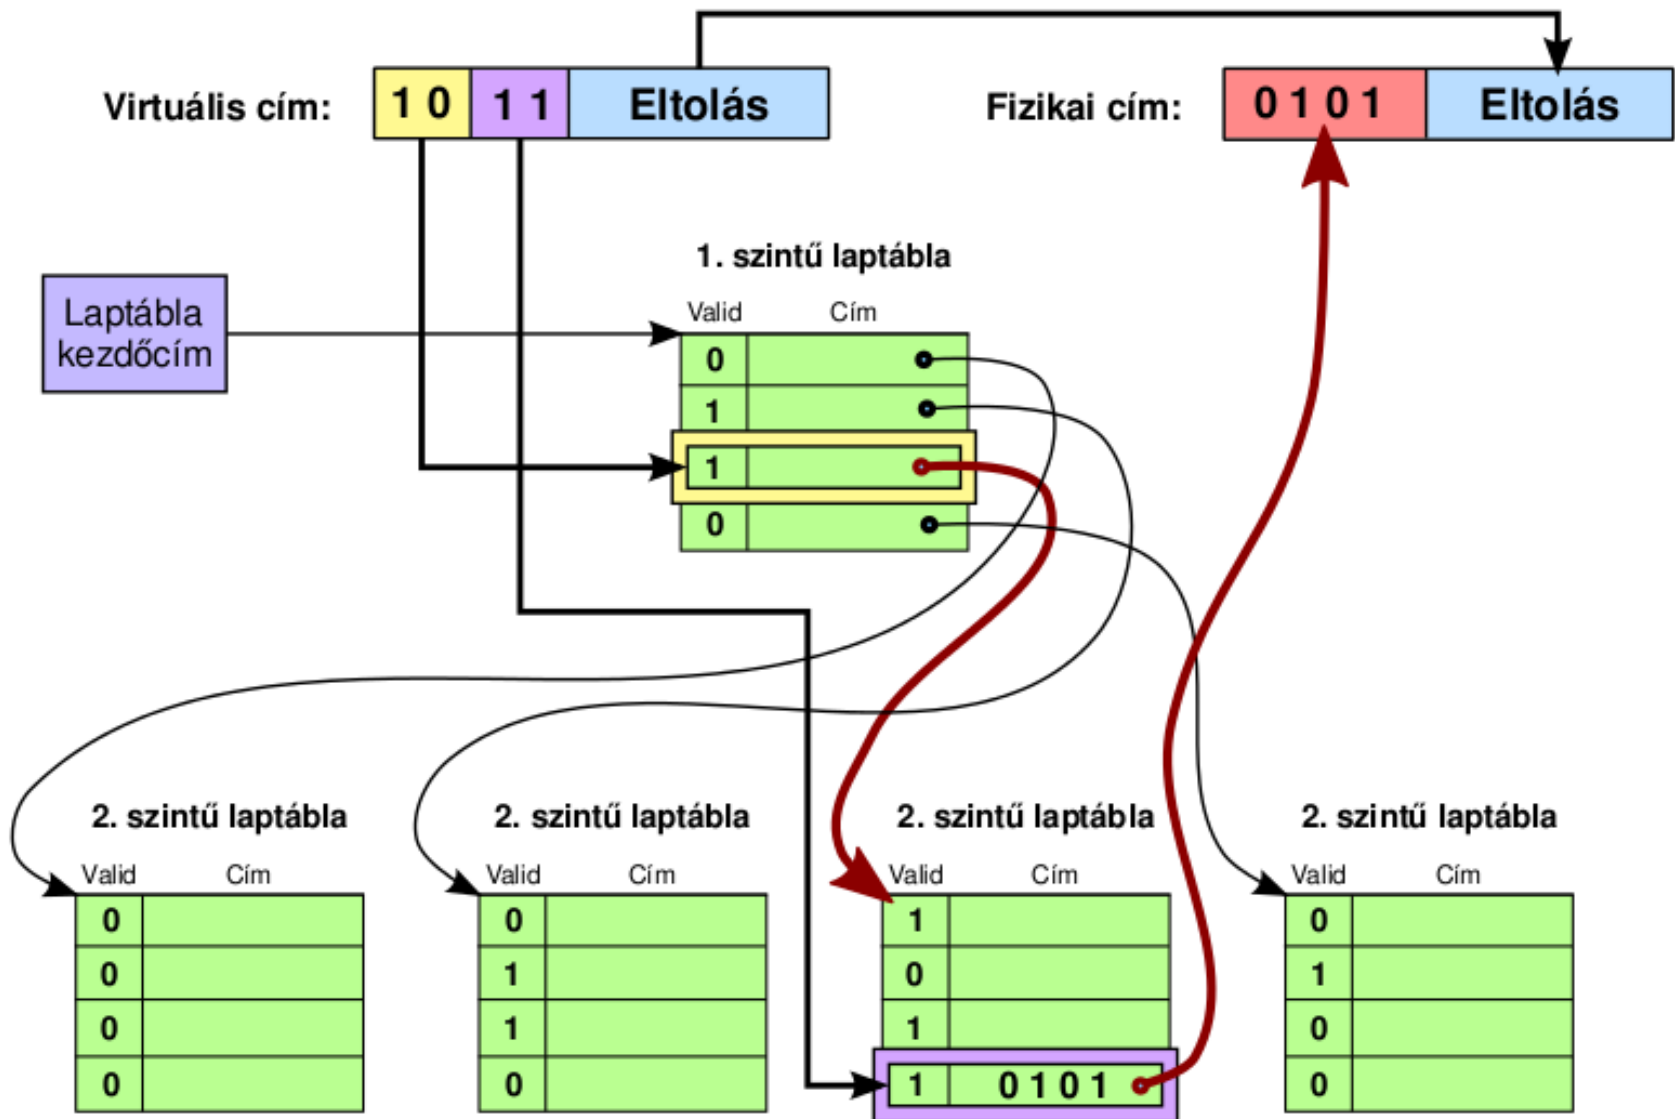 Virtuális cím: 1 0 1 1 Eltolás Fizikai cím: 0 1 0 1 Eltolás
1. szintű laptábla
Laptábla
kezdőcím
Valid Cím
0
1
1
0
2. szintű laptábla 2. szintű laptábla 2. szintű laptábla 2. szintű laptábla
Valid Cím Valid Cím Valid Cím Valid Cím
0 0 1 0
0 1 0 1
0 1 1 0
0 0 1 0 1 0 1 0